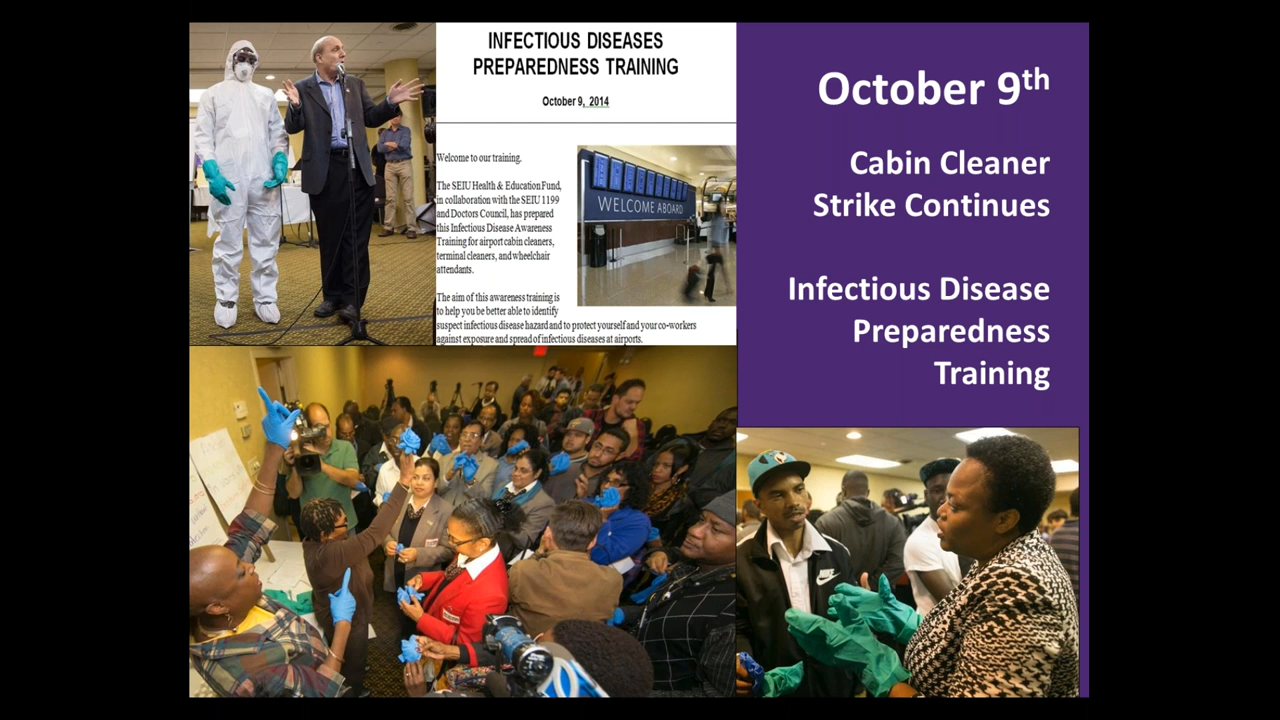 INFECTIOUS DISEASES
PREPAREDNESS TRAINING
October 9, 2014
Welcome to our training.
The SEIU Health & Education Fund,
in collaboration with the SEIU 1199
and Doctors Council, has prepared
this Infectious Disease Awareness
Training for airport cabin cleaners,
terminal cleaners, and wheelchair
attendants.
The aim of this awareness training is
to help you be better able to identify
suspect infectious disease hazard and to protect yourself and your co-workers
against exposure and spread of infectious diseases at airports.
WELCOME ABOARD
October 9th
Cabin Cleaner
Strike Continues
Infectious Disease
Preparedness
Training
NIKE